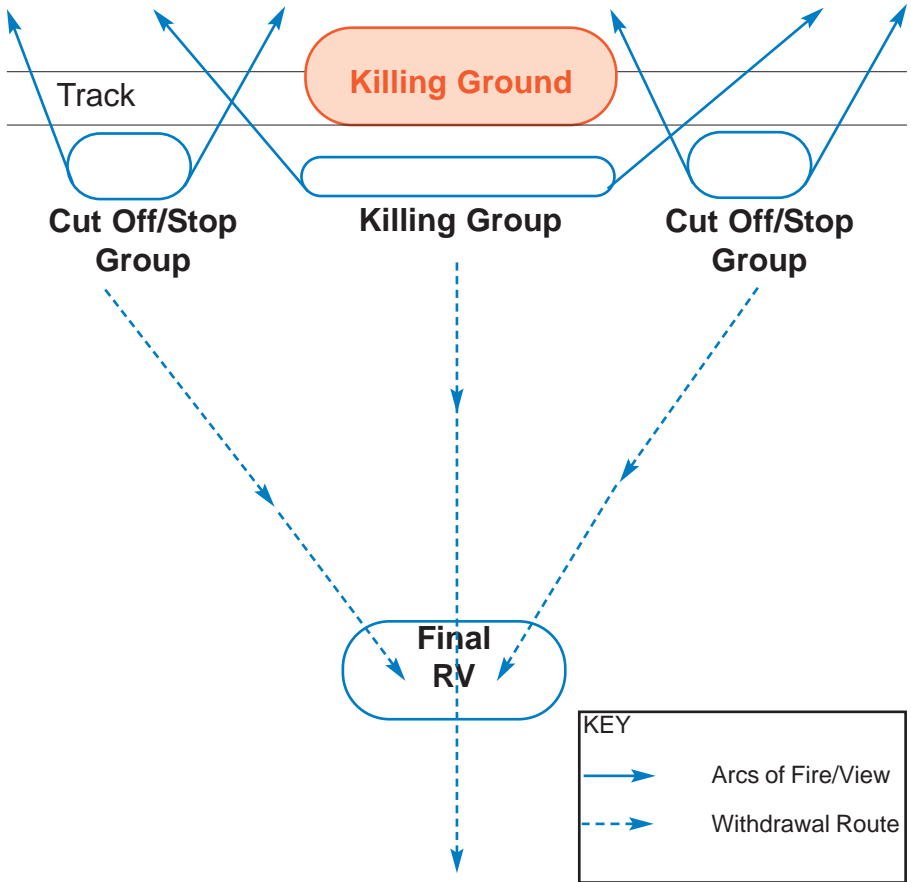 Killing Ground
Track
Cut Off/Stop
Group
Killing Group
Cut Off/Stop
Group
Final
RV
KEY
Arcs of Fire/View
Withdrawal Route